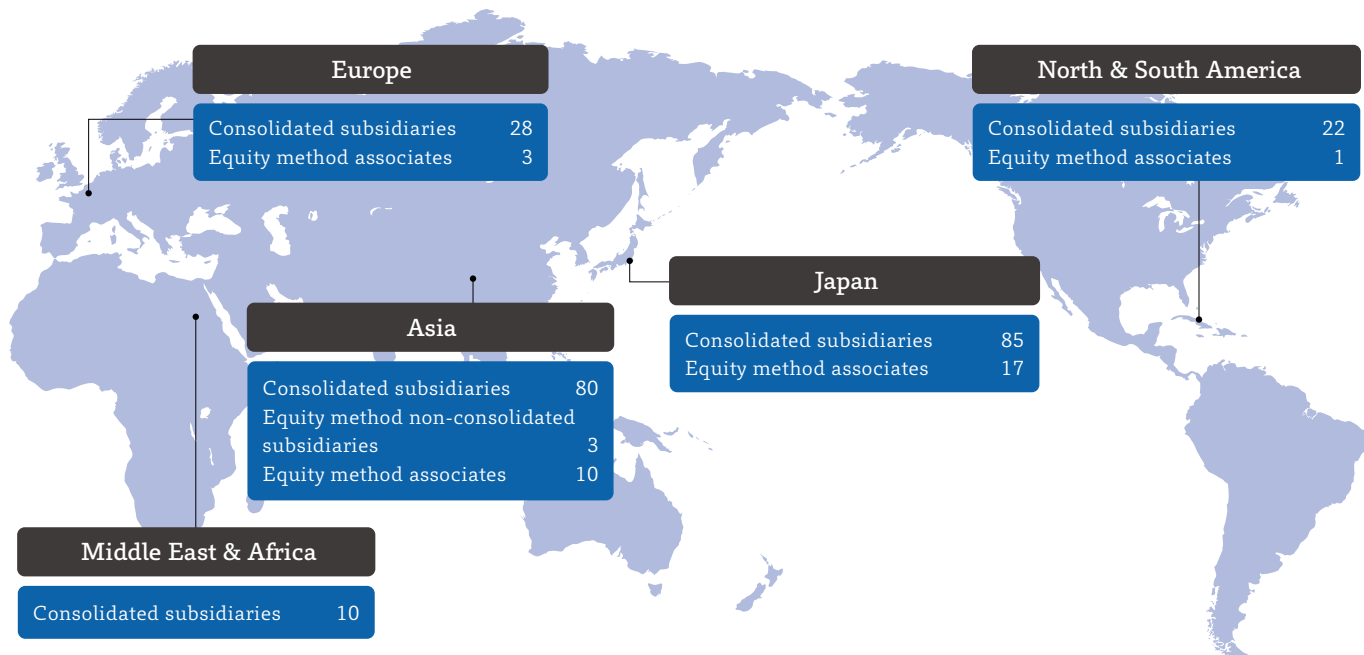 Europe
Consolidated subsidiaries 28
Equity method associates 3
North & South America
Consolidated subsidiaries 22
Equity method associates 1
Japan
Consolidated subsidiaries 85
Equity method associates 17
Asia
Consolidated subsidiaries 80
Equity method non-consolidated
subsidiaries 3
Equity method associates 10
Middle East & Africa
Consolidated subsidiaries 10